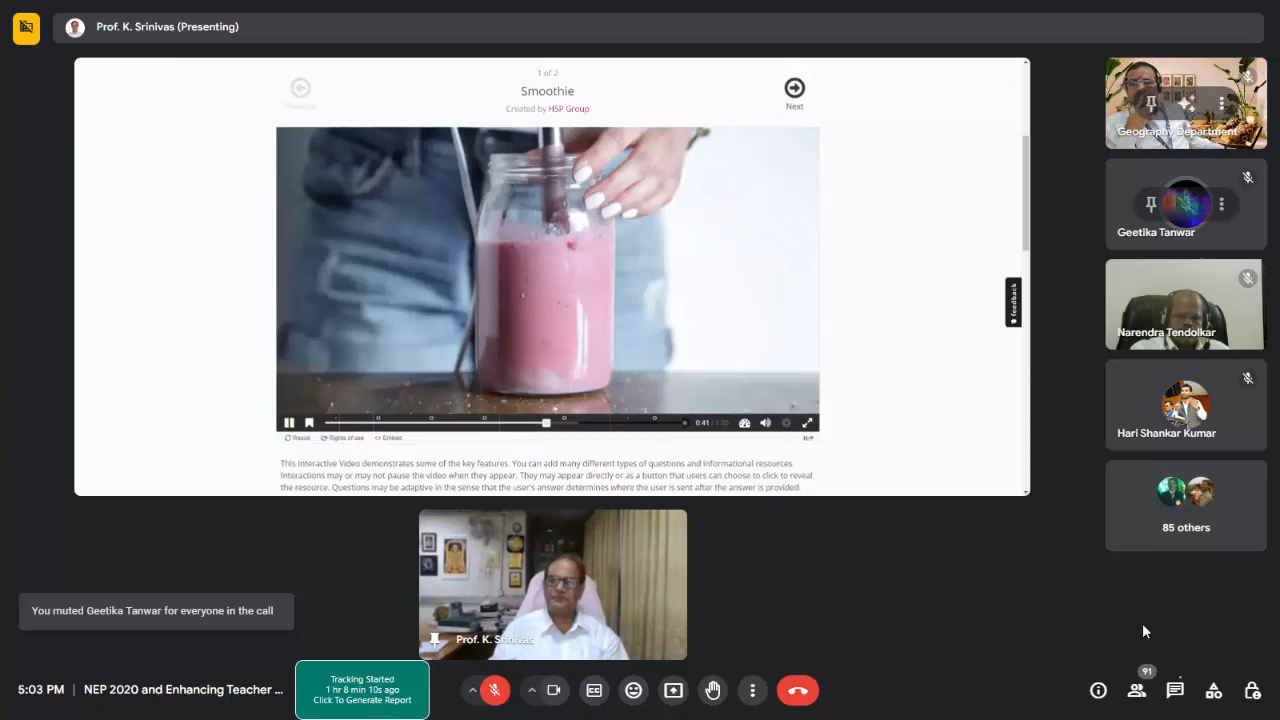 Prof. K. Srinivas (Presenting)
1 of 2
Smoothie
Created by H5P Group
Previous
Next
0:41 / 1:05
Reuse
Rights of use
<> Embed
H5P
This Interactive Video demonstrates some of the key features. You can add many different types of questions and informational resources.
Interactions may or may not pause the video when they appear. They may appear directly or as a button that users can choose to click to reveal
the resource. Questions may be adaptive in the sense that the user's answer determines where the user is sent after the answer is provided.
Feedback
Geography Department
Geetika Tanwar
Narendra Tendolkar
Hari Shankar Kumar
85 others
Prof. K. Srinivas
You muted Geetika Tanwar for everyone in the call
5:03 PM
NEP 2020 and Enhancing Teacher ...
Tracking Started
1 hr 8 min 10s ago
Click To Generate Report
91